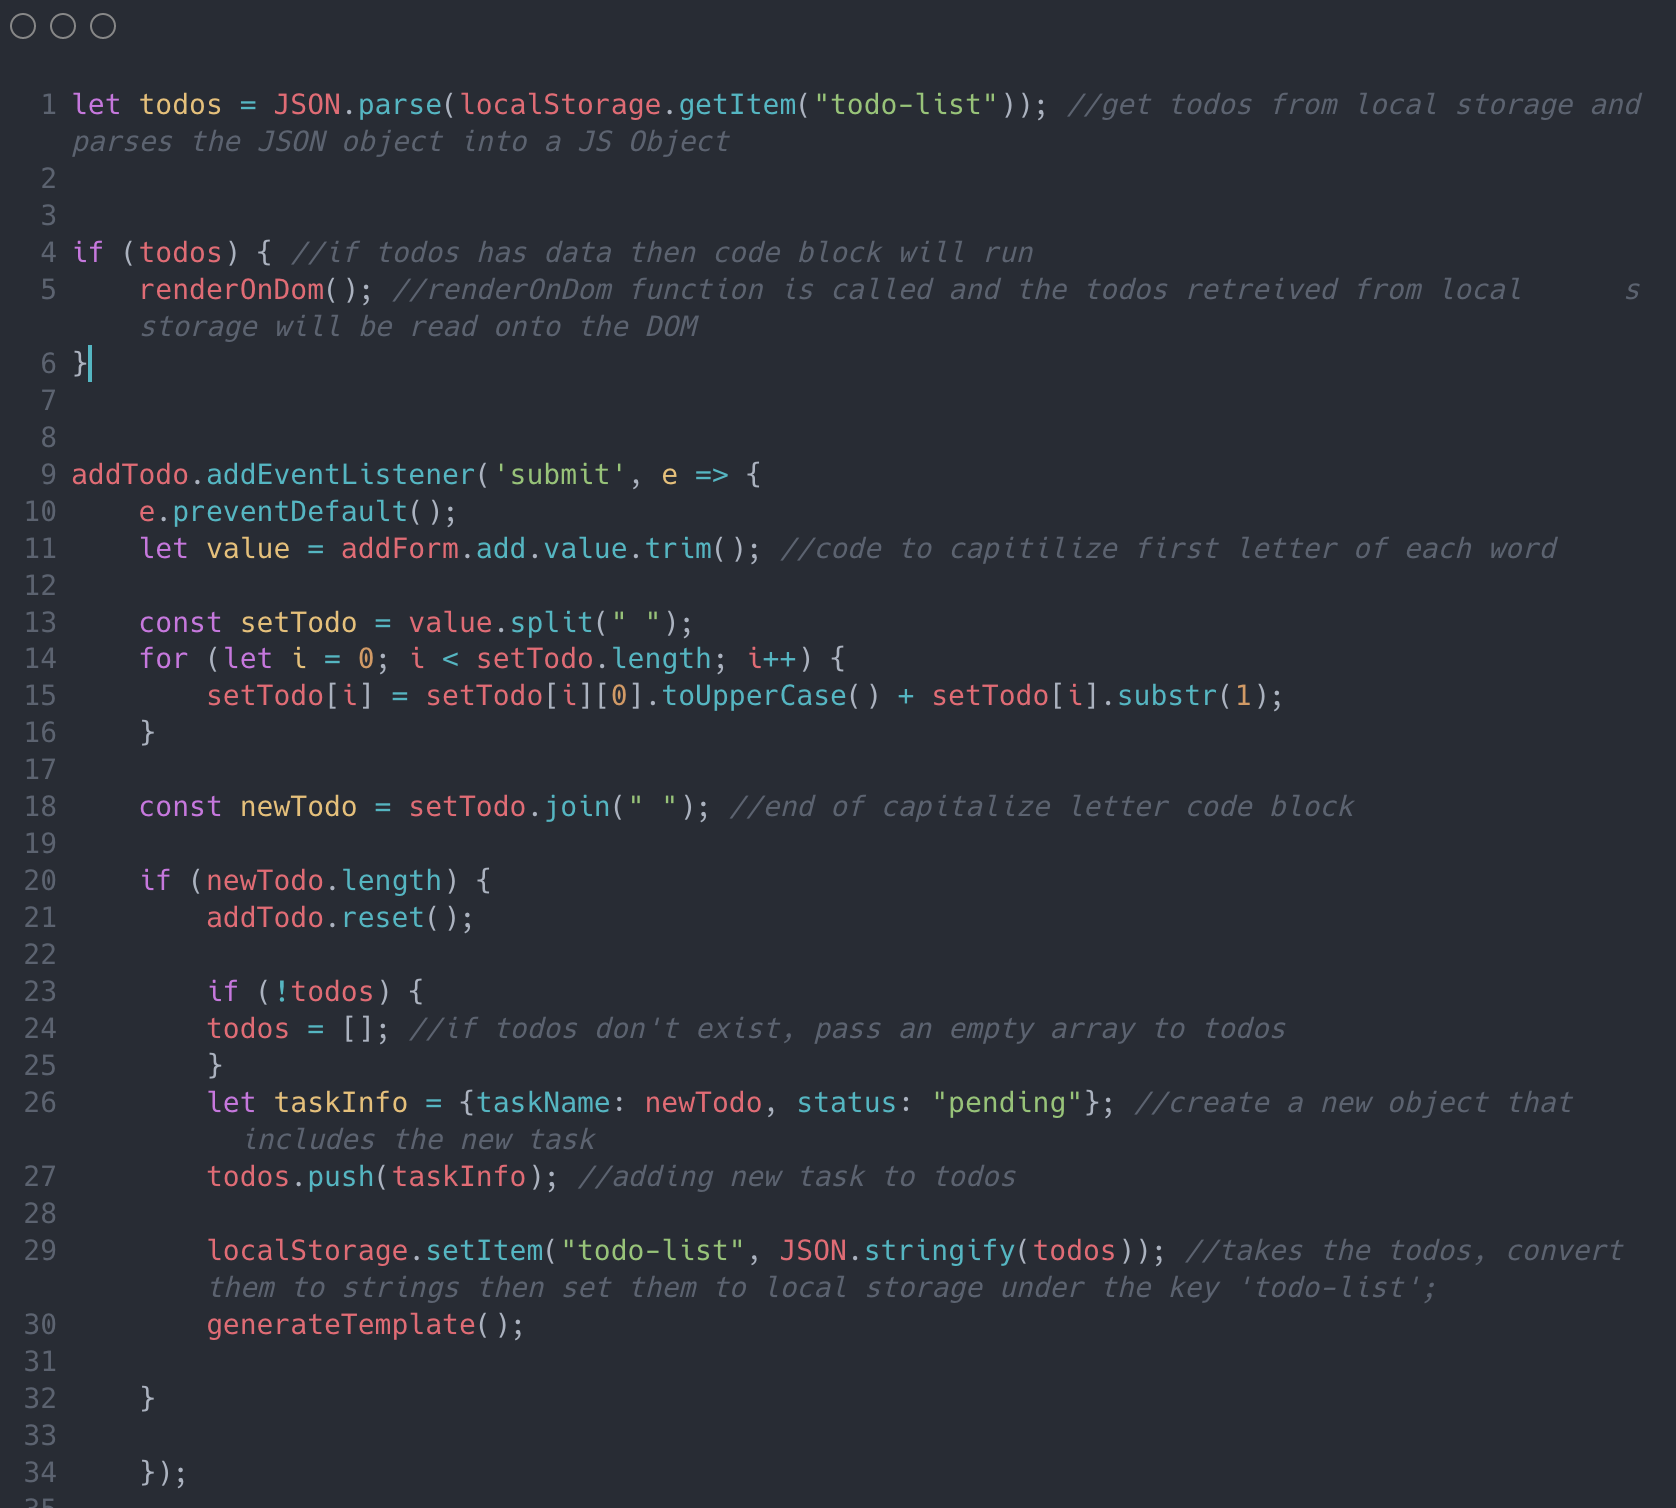 1 let todos = JSON.parse(localStorage.getItem("todo-list")); //get todos from local storage and
parses the JSON object into a JS Object
2
3
4 if (todos) { //if todos has data then code block will run
5 renderOnDom(); //renderOnDom function is called and the todos retreived from local s
storage will be read onto the DOM
6 }
7
8
9 addTodo.addEventListener('submit', e => {
10 e.preventDefault();
11 let value = addForm.add.value.trim(); //code to capitilize first letter of each word
12
13 const setTodo = value.split(" ");
14 for (let i = 0; i < setTodo.length; i++) {
15 setTodo[i] = setTodo[i][0].toUpperCase() + setTodo[i].substr(1);
16 }
17
18 const newTodo = setTodo.join(" "); //end of capitalize letter code block
19
20 if (newTodo.length) {
21 addTodo.reset();
22
23 if (!todos) {
24 todos = []; //if todos don't exist, pass an empty array to todos
25 }
26 let taskInfo = {taskName: newTodo, status: "pending"}; //create a new object that
includes the new task
27 todos.push(taskInfo); //adding new task to todos
28
29 localStorage.setItem("todo-list", JSON.stringify(todos)); //takes the todos, convert
them to strings then set them to local storage under the key 'todo-list';
30 generateTemplate();
31
32 }
33
34 });
35